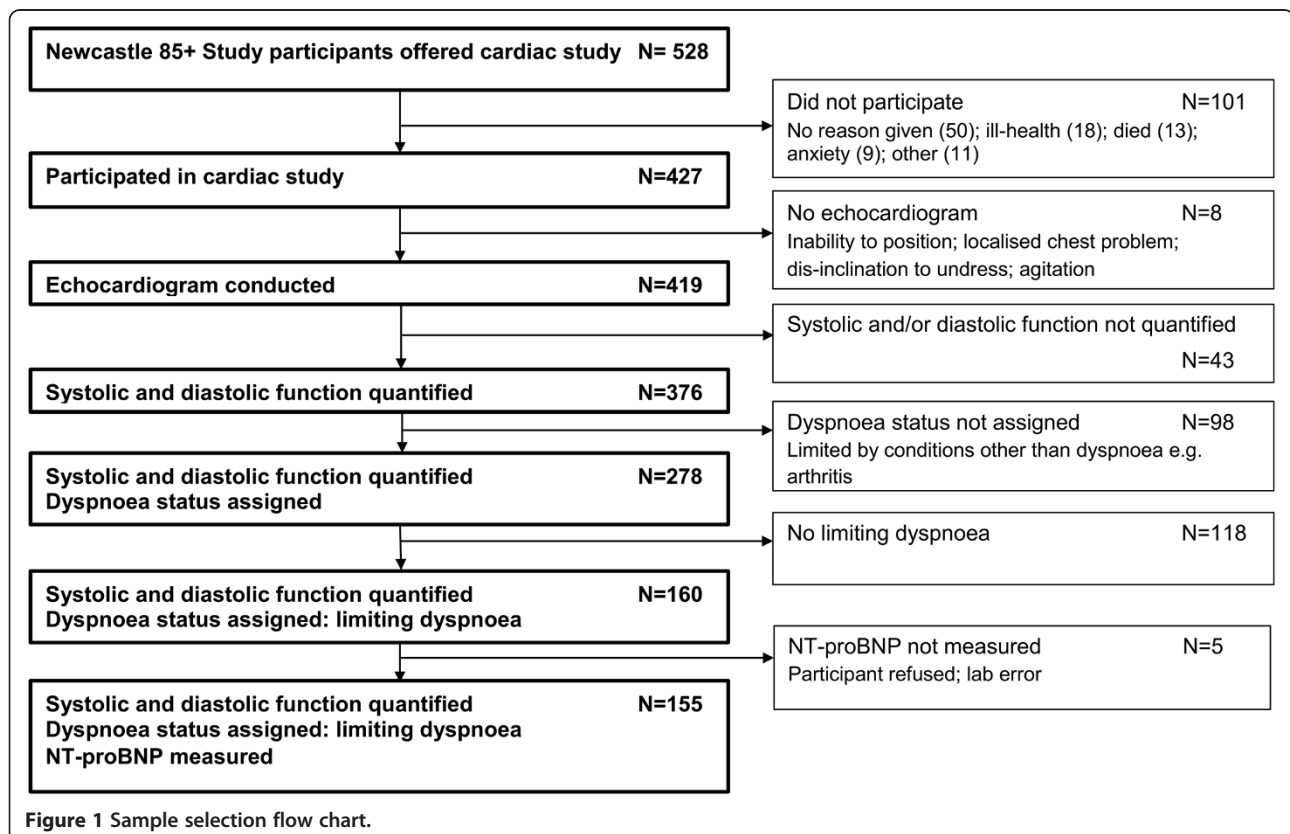 Newcastle 85+ Study participants offered cardiac study N= 528
Did not participate N=101
No reason given (50); ill-health (18); died (13);
anxiety (9); other (11)
Participated in cardiac study N=427
No echocardiogram N=8
Inability to position; localised chest problem;
dis-inclination to undress; agitation
Echocardiogram conducted N=419
Systolic and/or diastolic function not quantified
N=43
Systolic and diastolic function quantified N=376
Dyspnoea status not assigned N=98
Limited by conditions other than dyspnoea e.g.
arthritis
Systolic and diastolic function quantified N=278
Dyspnoea status assigned
No limiting dyspnoea N=118
Systolic and diastolic function quantified N=160
Dyspnoea status assigned: limiting dyspnoea
NT-proBNP not measured N=5
Participant refused; lab error
Systolic and diastolic function quantified N=155
Dyspnoea status assigned: limiting dyspnoea
NT-proBNP measured
Figure 1 Sample selection flow chart.